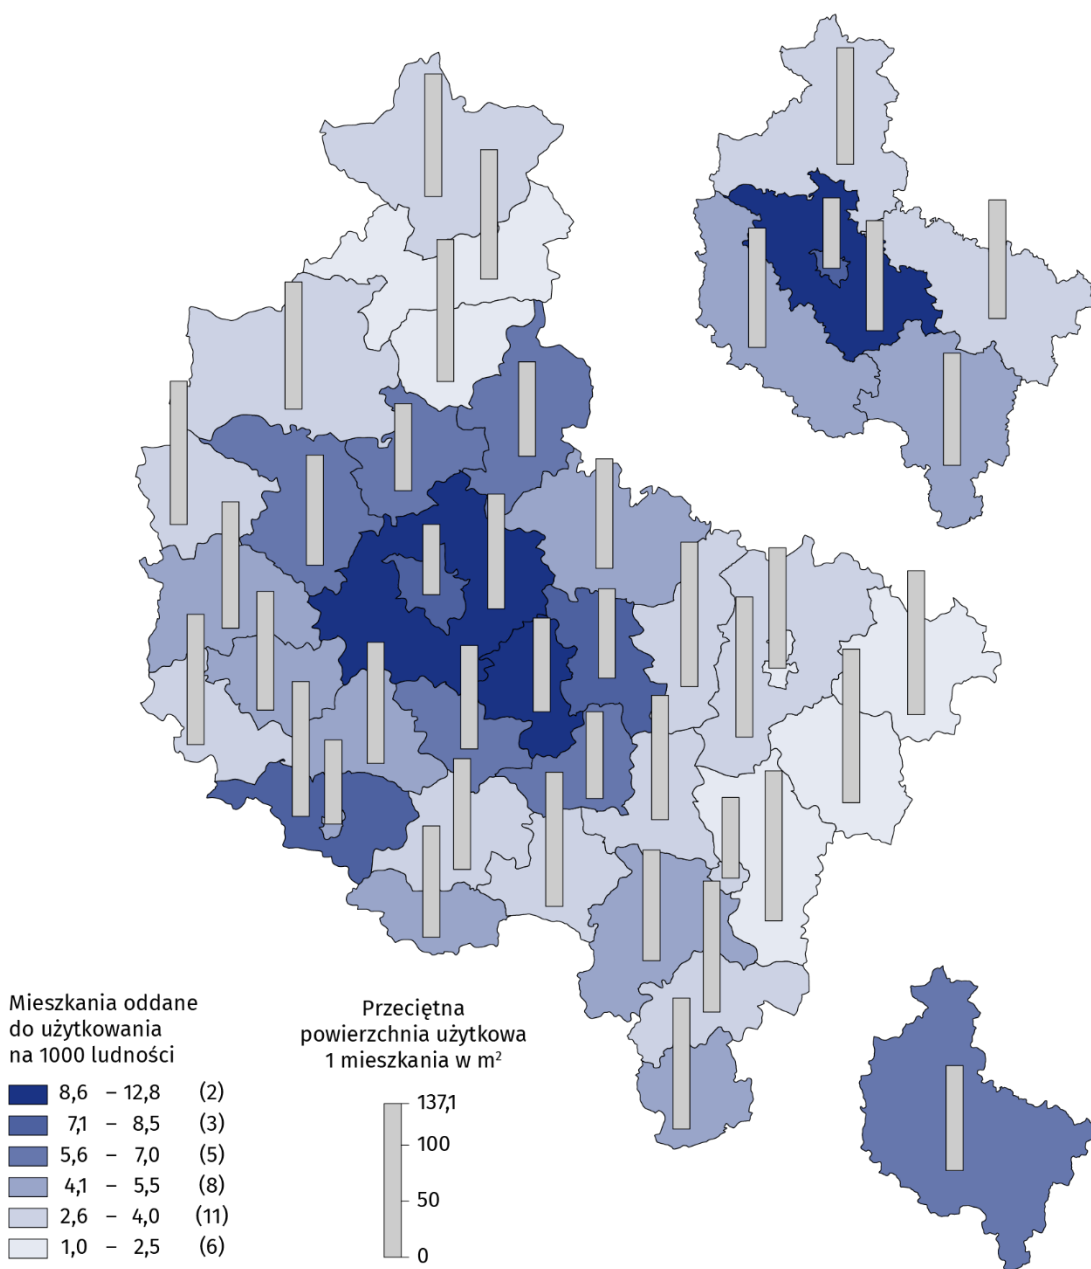 Mieszkania oddane
do użytkowania
na 1000 ludności
8,6 – 12,8 (2)
7,1 – 8,5 (3)
5,6 – 7,0 (5)
4,1 – 5,5 (8)
2,6 – 4,0 (11)
1,0 – 2,5 (6)
Przeciętna
powierzchnia użytkowa
1 mieszkania w m²
137,1
100
50
0